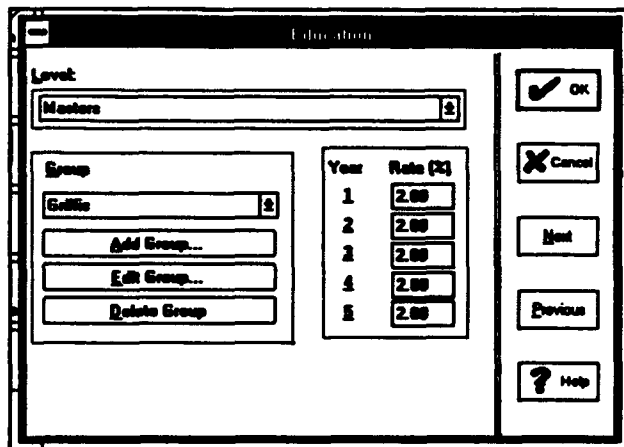 Education
Level:
Masters
Group
Griffis
Add Group...
Edit Group...
Delete Group
Year Rate (%)
1 2.00
2 2.00
3 2.00
4 2.00
5 2.00
OK
Cancel
Next
Previous
Help